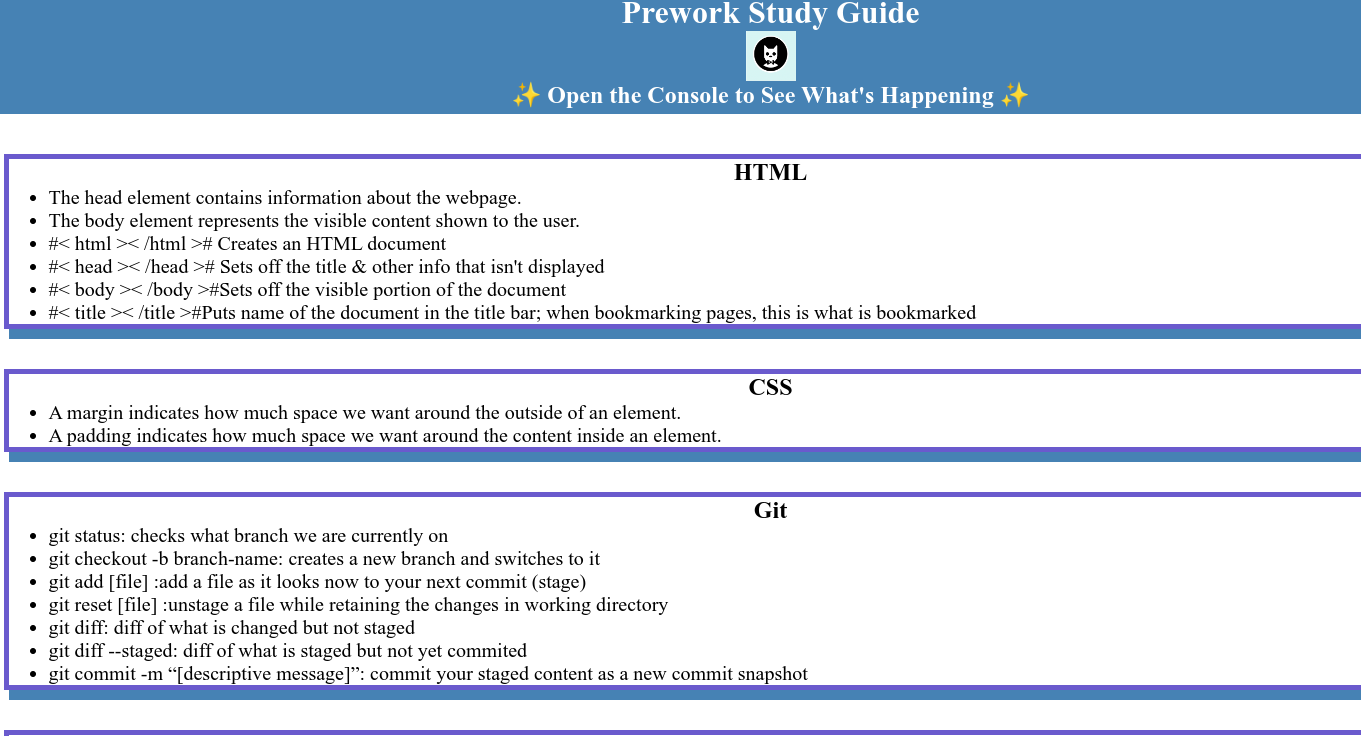 Prework Study Guide
✨ Open the Console to See What's Happening ✨
HTML
• The head element contains information about the webpage.
• The body element represents the visible content shown to the user.
• #< html >< /html ># Creates an HTML document
• #< head >< /head ># Sets off the title & other info that isn't displayed
• #< body >< /body >#Sets off the visible portion of the document
• #< title >< /title >#Puts name of the document in the title bar; when bookmarking pages, this is what is bookmarked
CSS
• A margin indicates how much space we want around the outside of an element.
• A padding indicates how much space we want around the content inside an element.
Git
• git status: checks what branch we are currently on
• git checkout -b branch-name: creates a new branch and switches to it
• git add [file] :add a file as it looks now to your next commit (stage)
• git reset [file] :unstage a file while retaining the changes in working directory
• git diff: diff of what is changed but not staged
• git diff --staged: diff of what is staged but not yet commited
• git commit -m “[descriptive message]”: commit your staged content as a new commit snapshot